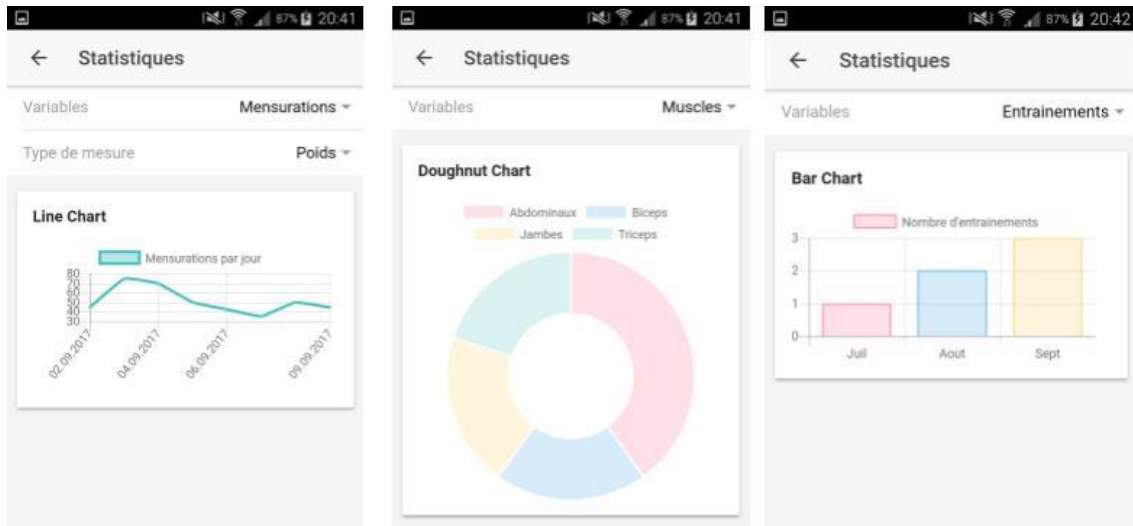 87% 20:41
Statistiques
Variables Mensurations
Type de mesure Poids
Line Chart
Mensurations par jour
80
70
60
50
40
30
02.09.2017 04.09.2017 06.09.2017 09.09.2017
87% 20:41
Statistiques
Variables Muscles
Doughnut Chart
Abdominaux Biceps
Jambes Triceps
87% 20:42
Statistiques
Variables Entrainements
Bar Chart
Nombre d'entrainements
3
2
1
0
Juil Aout Sept